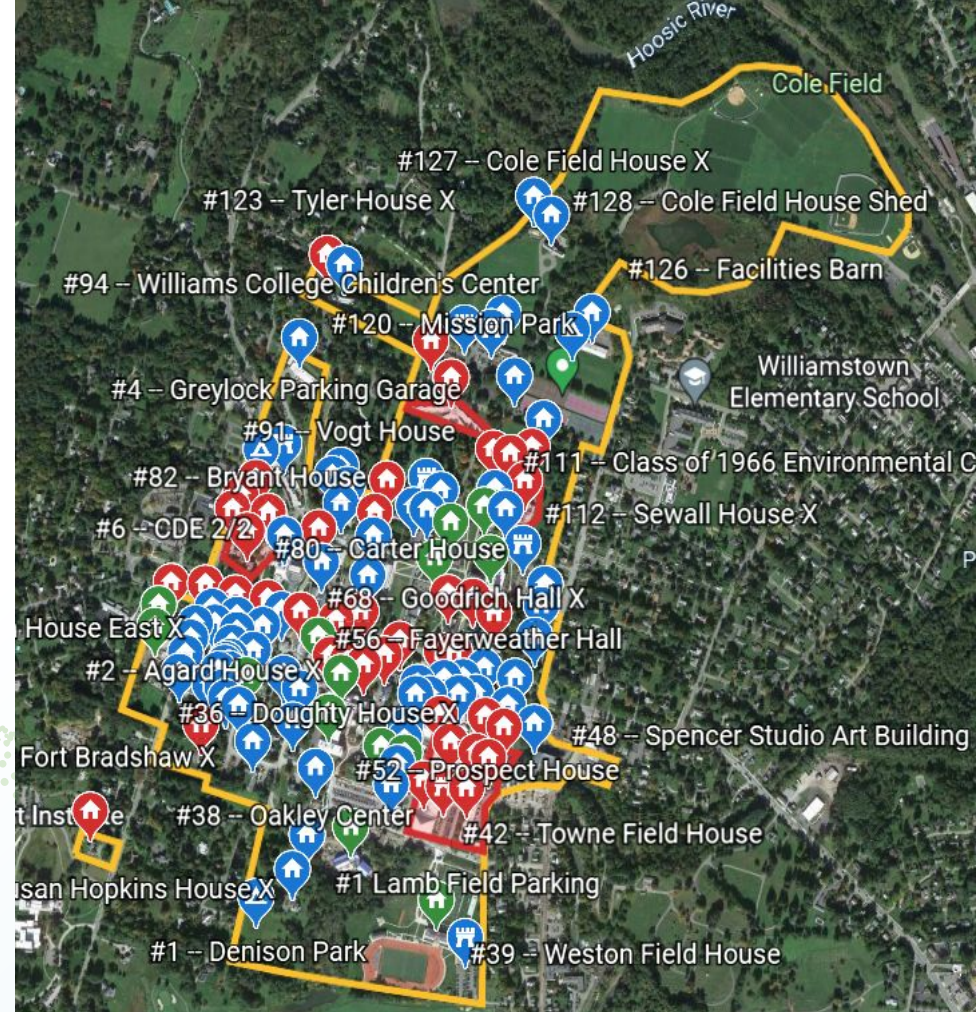 Hoosic River
Cole Field
#127 -- Cole Field House X
#123 -- Tyler House X
#128 -- Cole Field House Shed
#126 -- Facilities Barn
#94 -- Williams College Children's Center
#120 -- Mission Park
Williamstown
Elementary School
#4 -- Greylock Parking Garage
#91 -- Vogt House
#111 -- Class of 1966 Environmental C
#82 -- Bryant House
#112 -- Sewall House X
#6 -- CDE 2/2
#80 -- Carter House
P
#68 -- Goodrich Hall X
House East X
#56 -- Fayerweather Hall
#2 -- Agard House X
#36 -- Doughty House X
#48 -- Spencer Studio Art Building
Fort Bradshaw X
#52 -- Prospect House
#38 -- Oakley Center
#42 -- Towne Field House
#1 Lamb Field Parking
Hopkins House X
#1 -- Denison Park
#39 -- Weston Field House